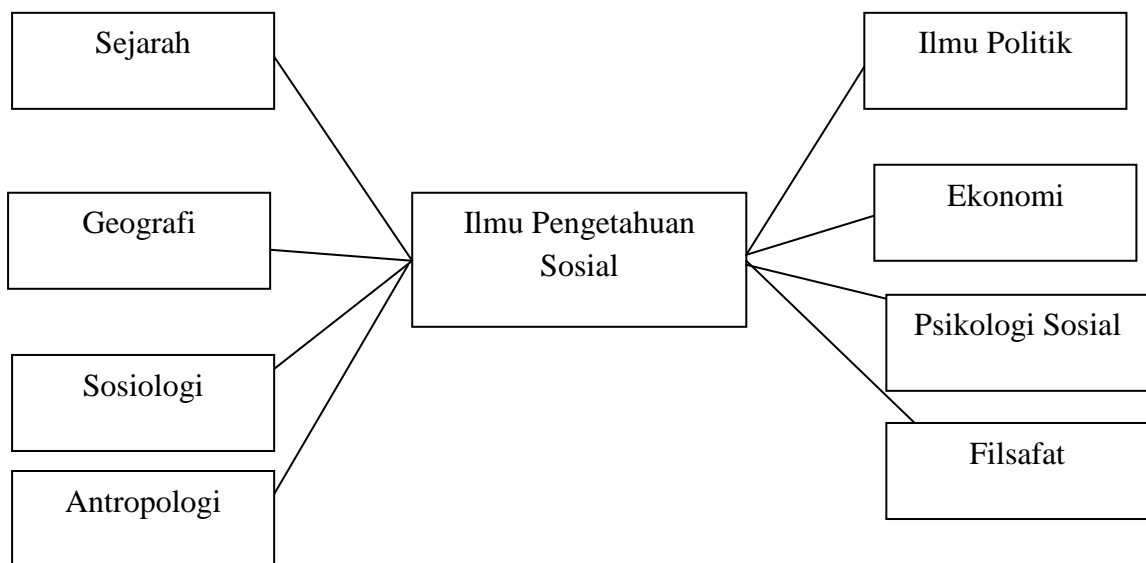 Sejarah
Geografi
Sosiologi
Antropologi
Ilmu Pengetahuan
Sosial
Ilmu Politik
Ekonomi
Psikologi Sosial
Filsafat